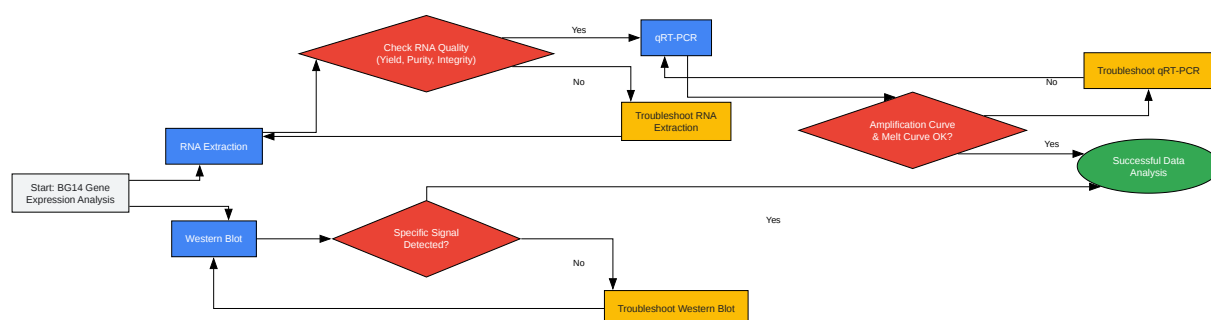 Start: BG14 Gene
Expression Analysis
RNA Extraction
Check RNA Quality
(Yield, Purity, Integrity)
Yes
No
Troubleshoot RNA
Extraction
qRT-PCR
Amplification Curve
& Melt Curve OK?
No
Troubleshoot qRT-PCR
Yes
Successful Data
Analysis
Western Blot
Specific Signal
Detected?
Yes
No
Troubleshoot Western Blot